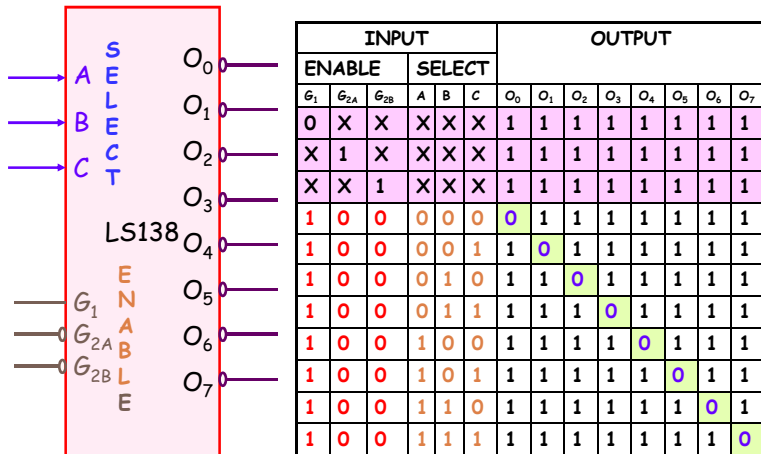 A
B
C
SELECT
LS138
G₁
G₂A
G₂B
ENABLE
O₀
O₁
O₂
O₃
O₄
O₅
O₆
O₇
INPUT OUTPUT
ENABLE SELECT
G₁ G₂A G₂B A B C O₀ O₁ O₂ O₃ O₄ O₅ O₆ O₇
0 X X X X X 1 1 1 1 1 1 1 1
X 1 X X X X 1 1 1 1 1 1 1 1
X X 1 X X X 1 1 1 1 1 1 1 1
1 0 0 0 0 0 0 1 1 1 1 1 1 1
1 0 0 0 0 1 1 0 1 1 1 1 1 1
1 0 0 0 1 0 1 1 0 1 1 1 1 1
1 0 0 0 1 1 1 1 1 0 1 1 1 1
1 0 0 1 0 0 1 1 1 1 0 1 1 1
1 0 0 1 0 1 1 1 1 1 1 0 1 1
1 0 0 1 1 0 1 1 1 1 1 1 0 1
1 0 0 1 1 1 1 1 1 1 1 1 1 0